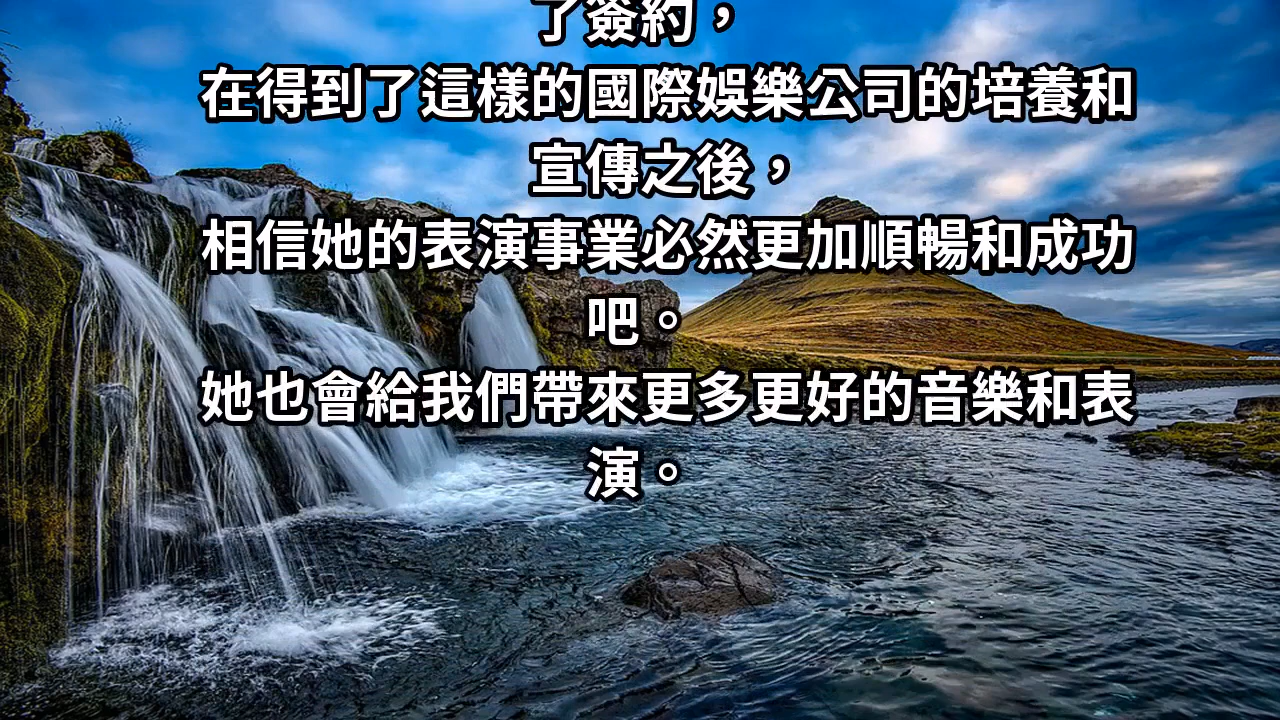 了簽約，
在得到了這樣的國際娛樂公司的培養和
宣傳之後，
相信她的表演事業必然更加順暢和成功
吧。
她也會給我們帶來更多更好的音樂和表
演。